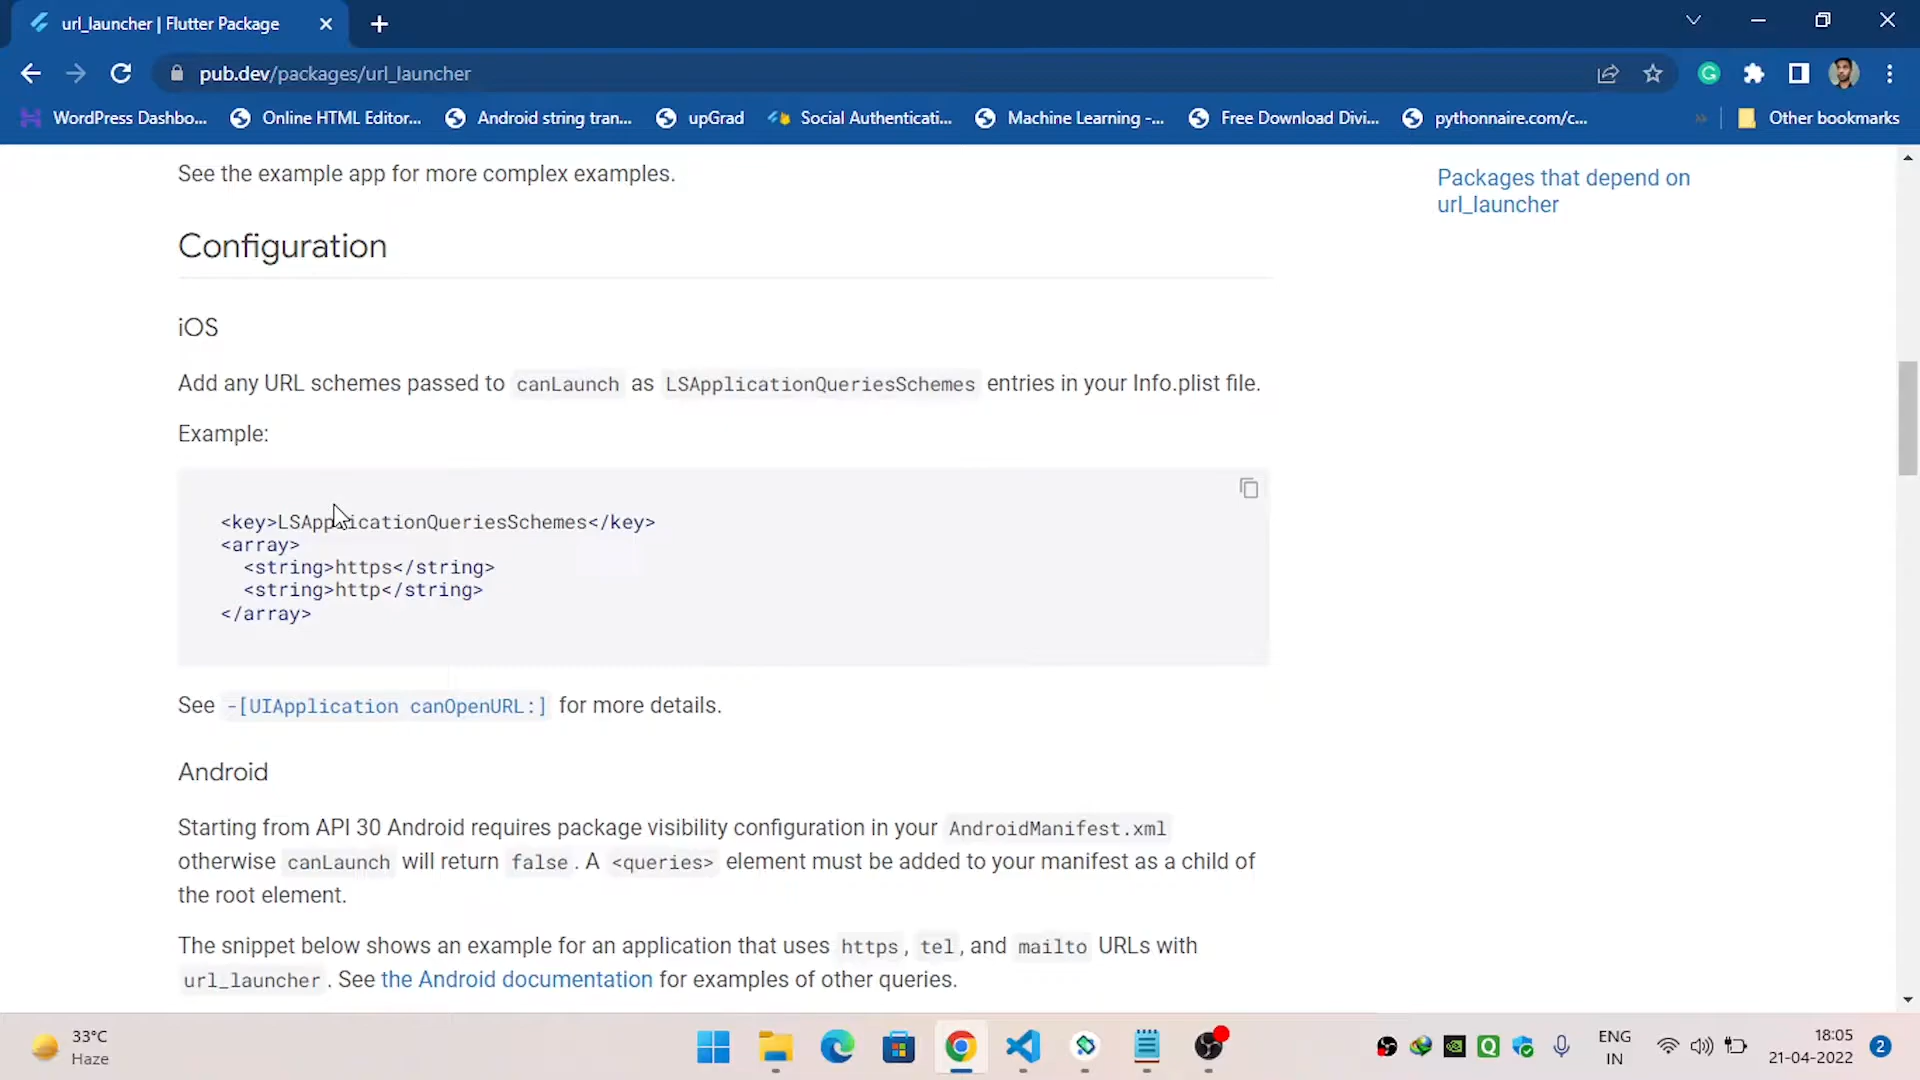 url_launcher | Flutter Package
pub.dev/packages/url_launcher
WordPress Dashbo...
Online HTML Editor...
Android string tran...
upGrad
Social Authenticati...
Machine Learning -...
Free Download Divi...
pythonnaire.com/c...
Other bookmarks
See the example app for more complex examples.
Packages that depend on
url_launcher
Configuration
iOS
Add any URL schemes passed to canLaunch as LSApplicationQueriesSchemes entries in your Info.plist file.
Example:
<key>LSApplicationQueriesSchemes</key>
<array>
  <string>https</string>
  <string>http</string>
</array>
See -[UIApplication canOpenURL:] for more details.
Android
Starting from API 30 Android requires package visibility configuration in your AndroidManifest.xml
otherwise canLaunch will return false. A <queries> element must be added to your manifest as a child of
the root element.
The snippet below shows an example for an application that uses https, tel, and mailto URLs with
url_launcher. See the Android documentation for examples of other queries.
33°C
Haze
ENG
IN
18:05
21-04-2022
2